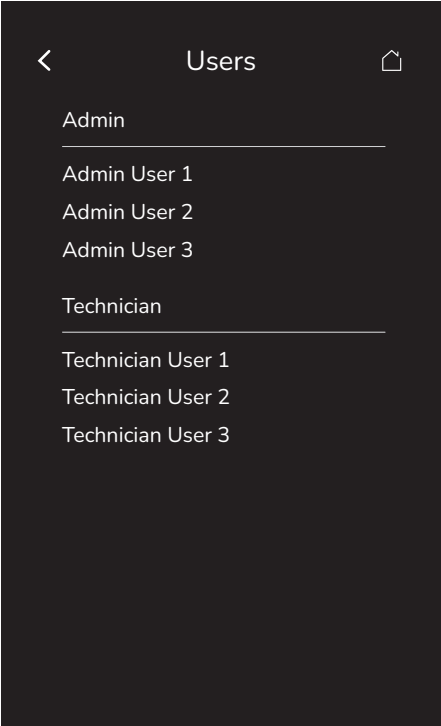 Users
Admin
Admin User 1
Admin User 2
Admin User 3
Technician
Technician User 1
Technician User 2
Technician User 3